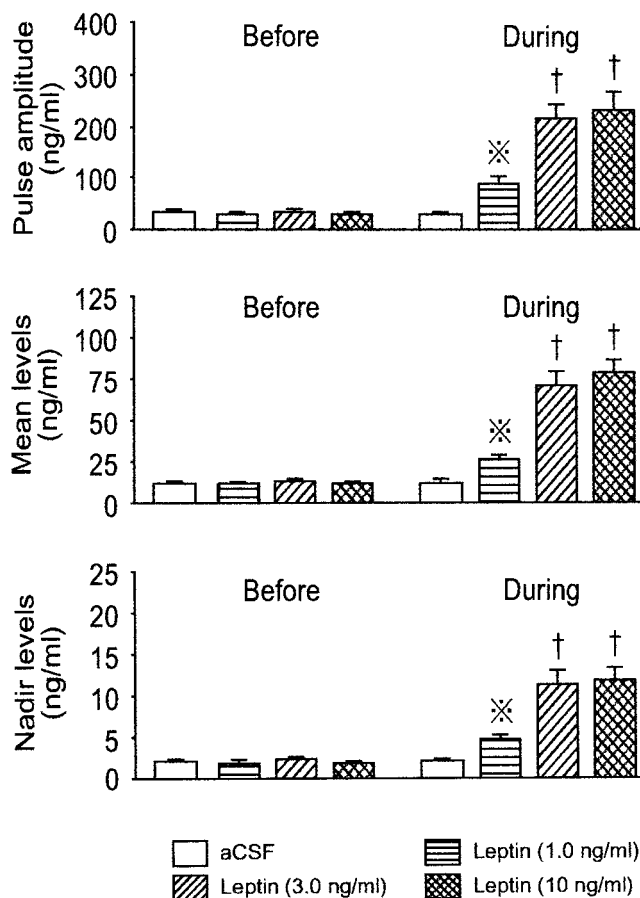 Before During
Pulse amplitude
(ng/ml)
400
300
200
100
0
※ † †
Before During
Mean levels
(ng/ml)
125
100
75
50
25
0
※ † †
Before During
Nadir levels
(ng/ml)
25
20
15
10
5
0
※ † †
aCSF Leptin (1.0 ng/ml)
Leptin (3.0 ng/ml) Leptin (10 ng/ml)